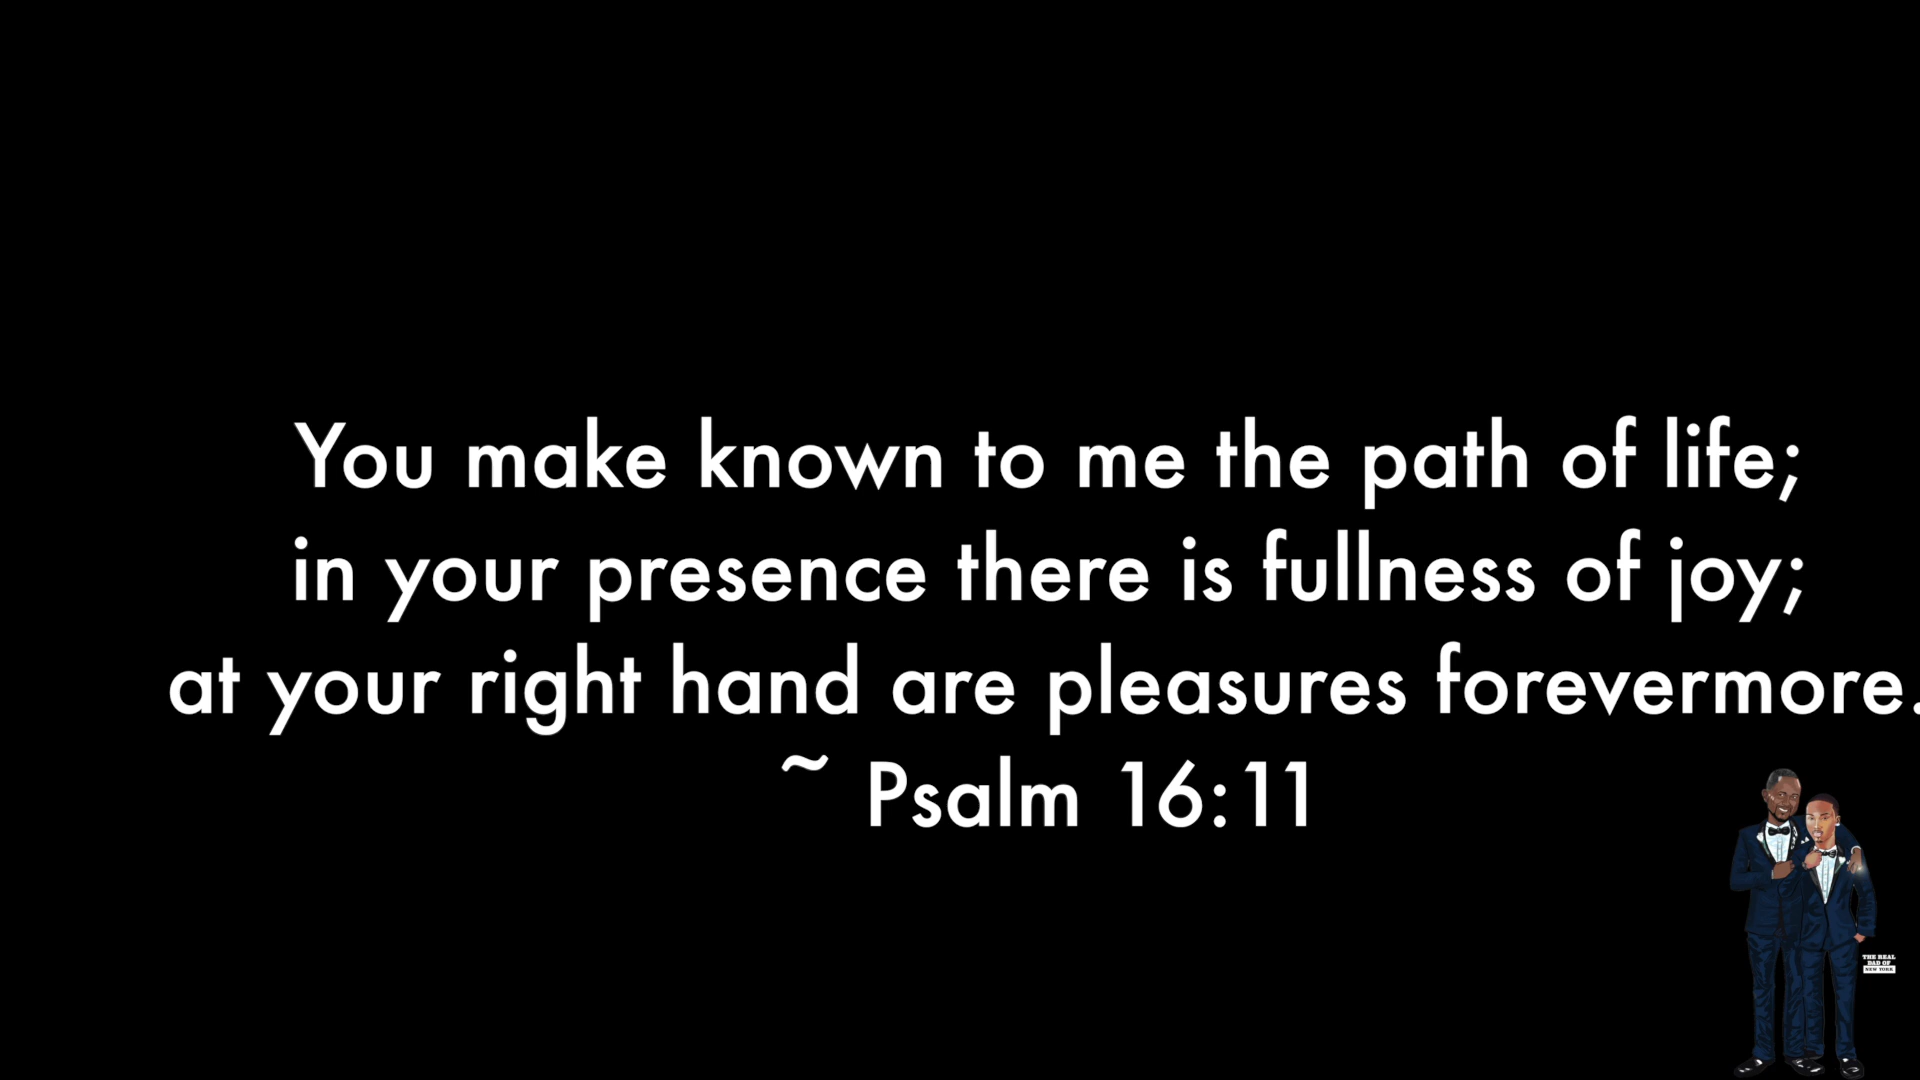 You make known to me the path of life;
in your presence there is fullness of joy;
at your right hand are pleasures forevermore.
~ Psalm 16:11
THE REAL
DAD OF
NEW YORK